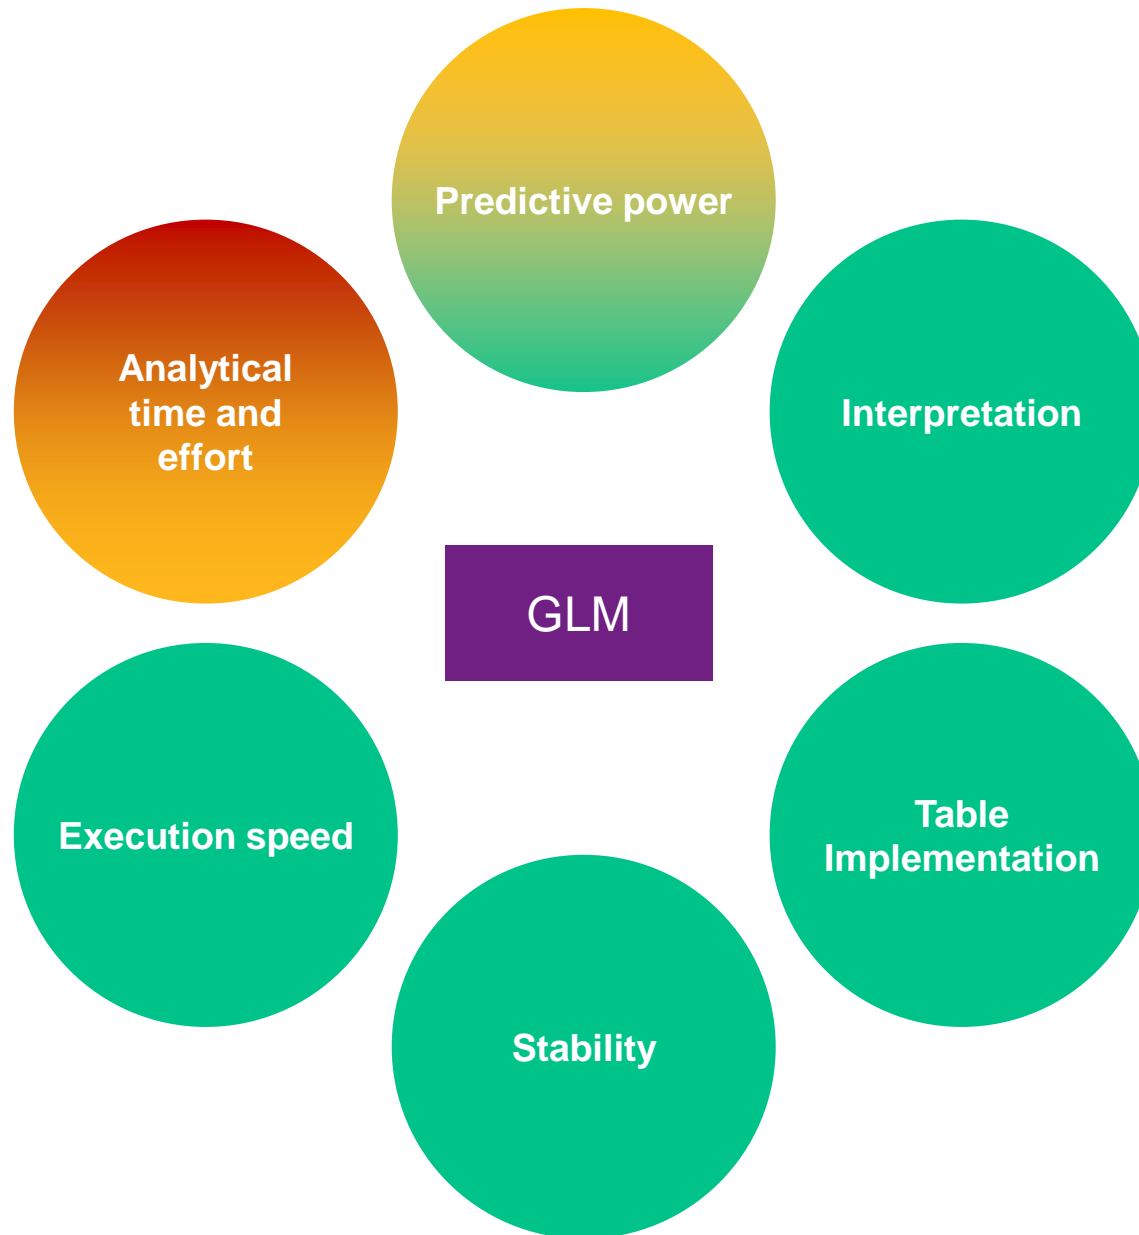 Predictive power
Analytical
time and
effort
Interpretation
GLM
Execution speed
Table
Implementation
Stability